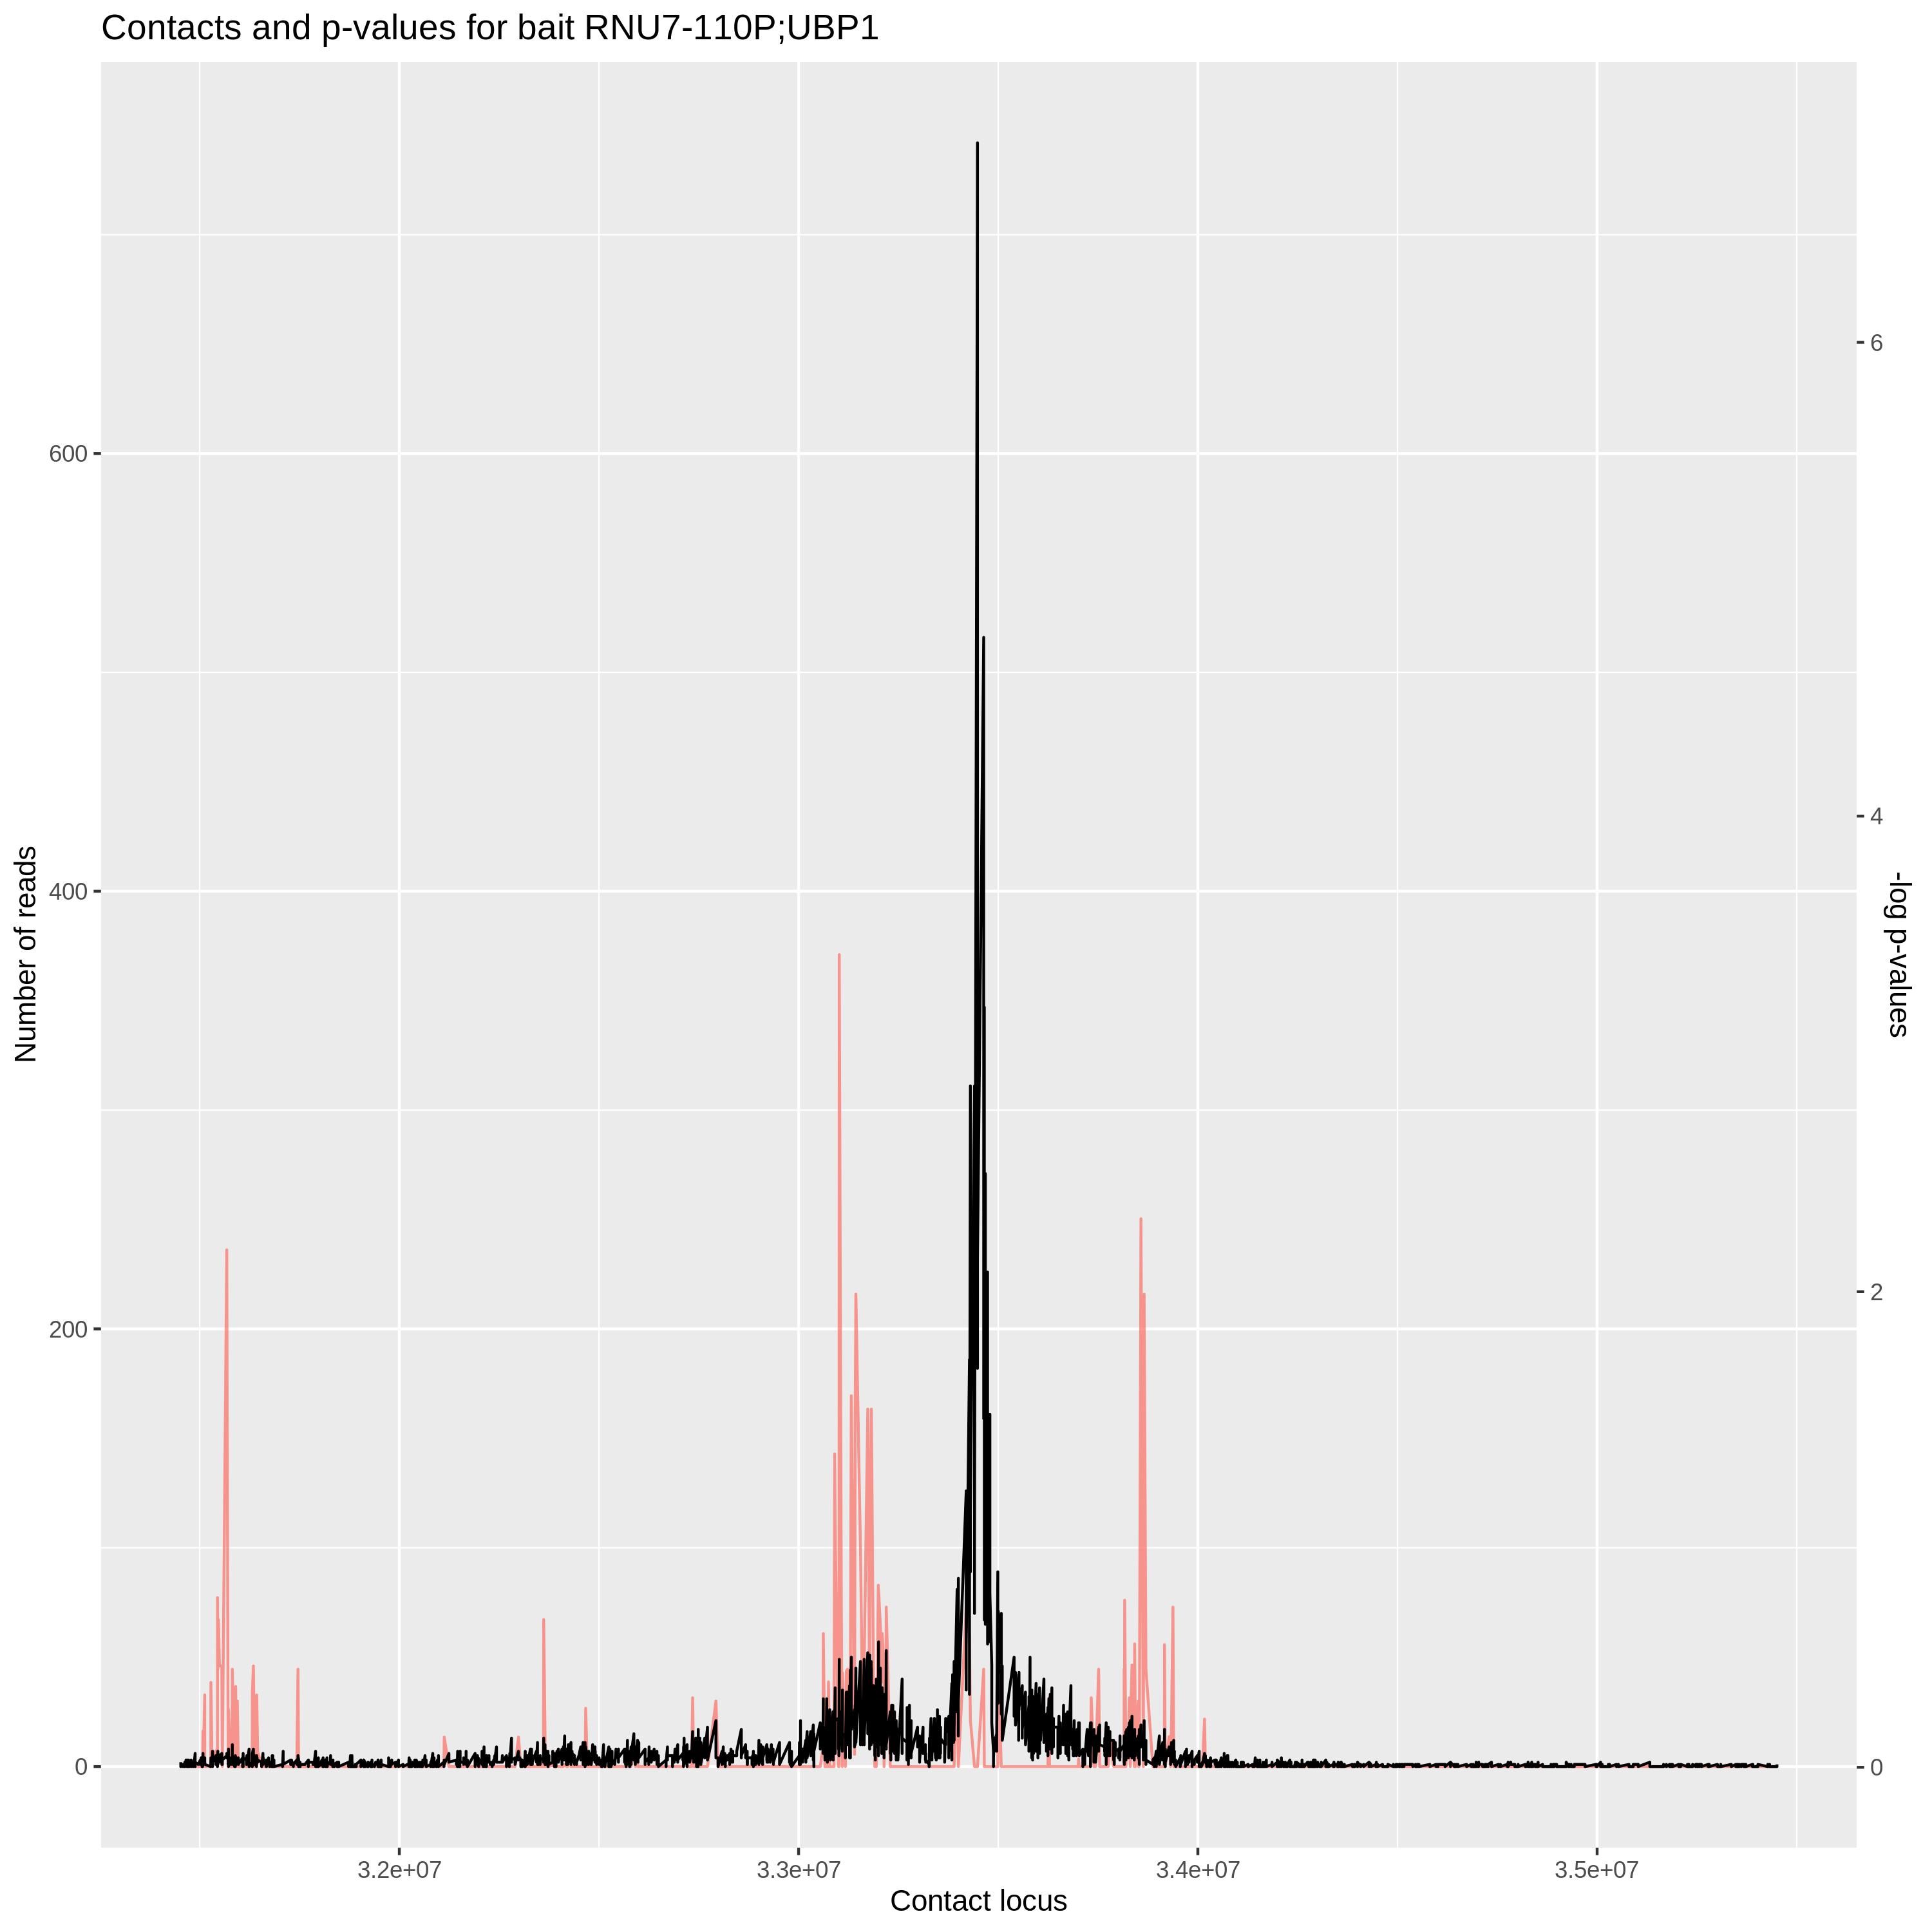 Contacts and p-values for bait RNU7-110P;UBP1
600
400
200
0
Number of reads
6
4
2
0
-log p-values
3.2e+07
3.3e+07
3.4e+07
3.5e+07
Contact locus